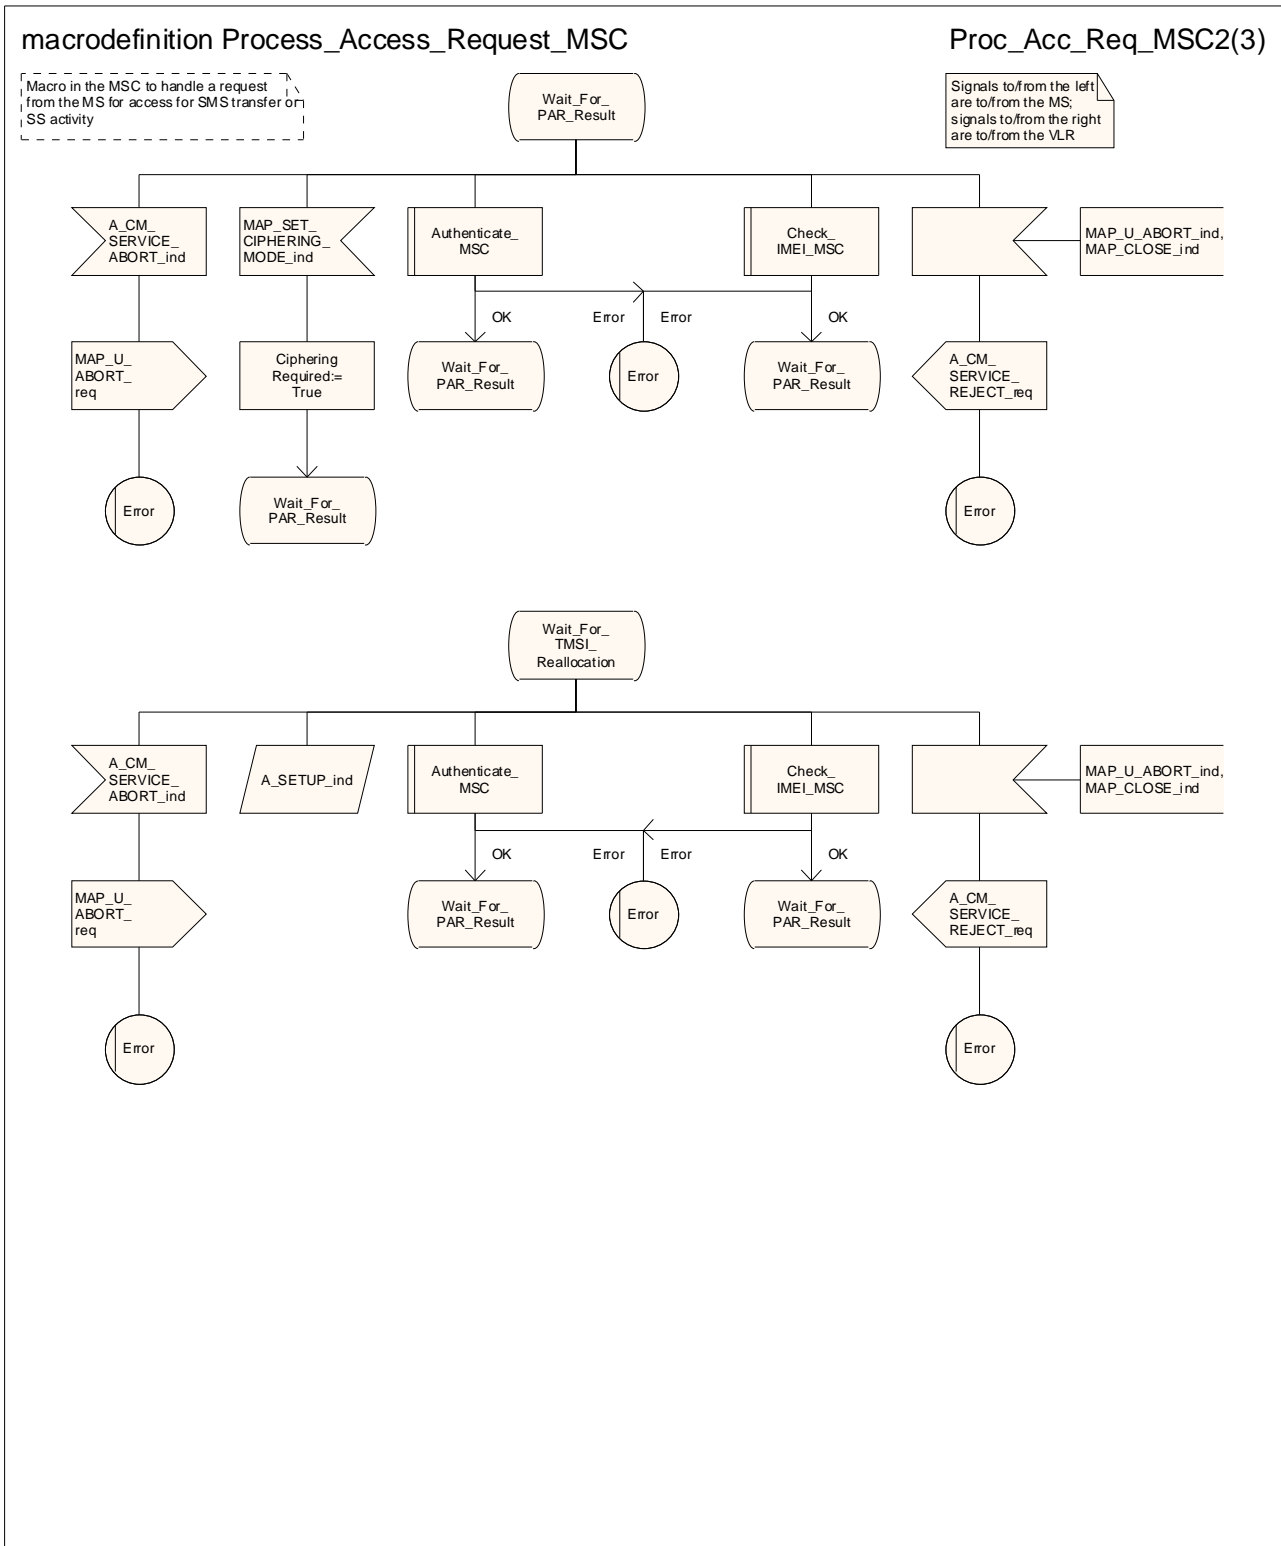 macrodefinition Process_Access_Request_MSC
Proc_Acc_Req_MSC2(3)
Macro in the MSC to handle a request
from the MS for access for SMS transfer or
SS activity
Wait_For_
PAR_Result
Signals to/from the left
are to/from the MS;
signals to/from the right
are to/from the VLR
A_CM_
SERVICE_
ABORT_ind
MAP_SET_
CIPHERING_
MODE_ind
Authenticate_
MSC
Check_
IMEI_MSC
MAP_U_ABORT_ind,
MAP_CLOSE_ind
OK
Error
Error
OK
MAP_U_
ABORT_
req
Ciphering
Required:=
True
Wait_For_
PAR_Result
Error
Wait_For_
PAR_Result
A_CM_
SERVICE_
REJECT_req
Error
Wait_For_
PAR_Result
Error
Wait_For_
TMSI_
Reallocation
A_CM_
SERVICE_
ABORT_ind
A_SETUP_ind
Authenticate_
MSC
Check_
IMEI_MSC
MAP_U_ABORT_ind,
MAP_CLOSE_ind
OK
Error
Error
OK
MAP_U_
ABORT_
req
Wait_For_
PAR_Result
Error
Wait_For_
PAR_Result
A_CM_
SERVICE_
REJECT_req
Error
Error